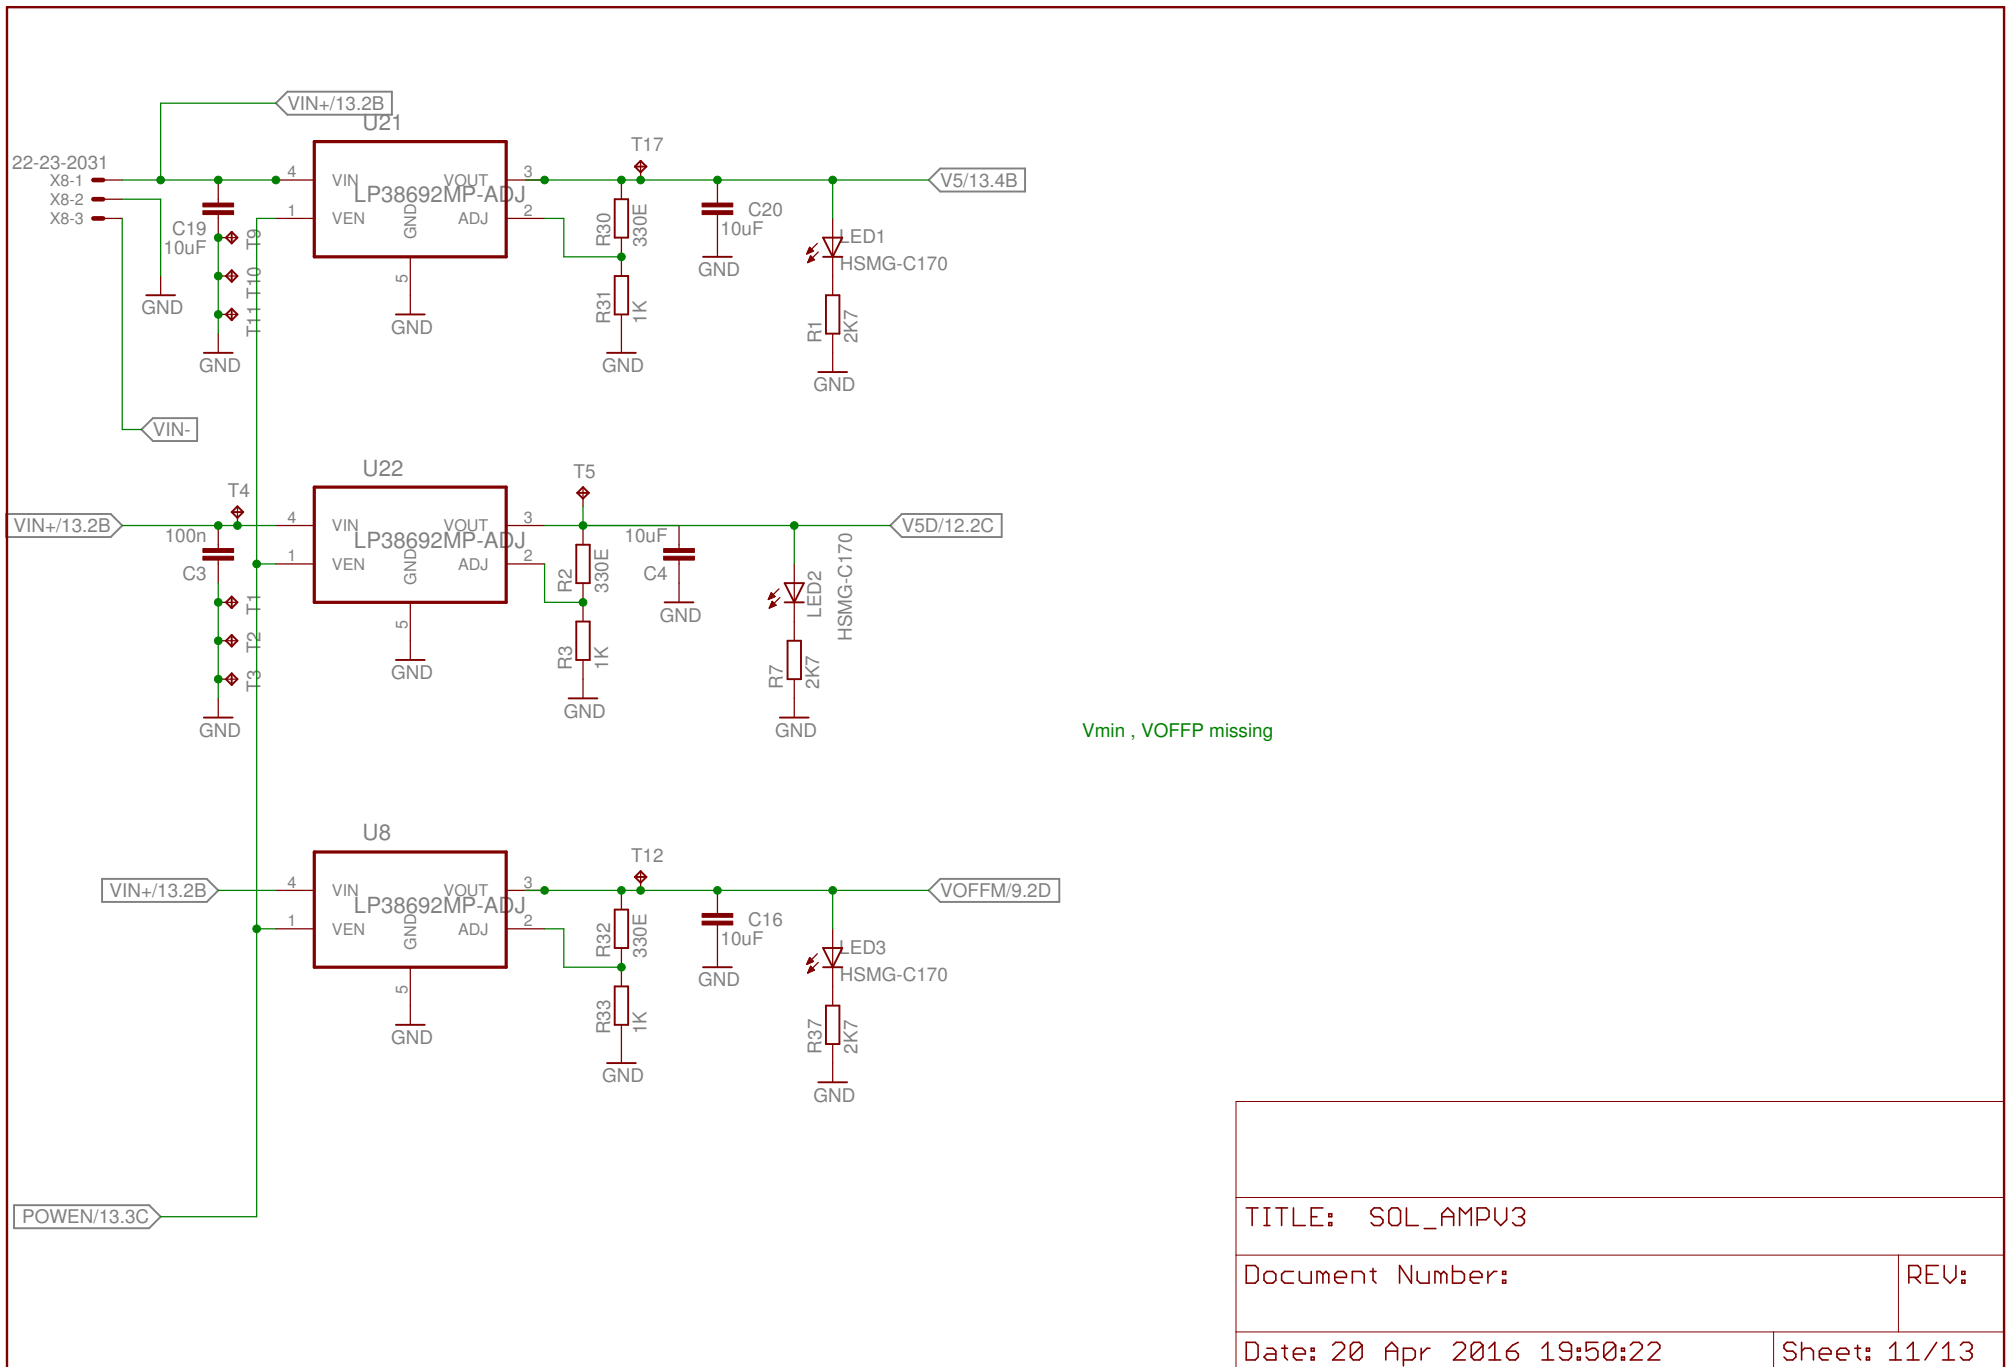 VIN+/13.2B
U21
22-23-2031
X8-1
X8-2
X8-3
4
1
VIN
VEN
VOUT
ADJ
GND
LP38692MP-ADJ
3
2
5
GND
C19
10uF
T9
T10
T11
GND
GND
VIN-
T17
R30
330E
R31
1K
GND
C20
10uF
GND
LED1
HSMG-C170
R1
2K7
GND
V5/13.4B
U22
VIN+/13.2B
T4
100n
C3
T1
T2
T3
GND
4
1
VIN
VEN
VOUT
ADJ
GND
LP38692MP-ADJ
3
2
5
GND
T5
R2
330E
R3
1K
GND
10uF
C4
GND
LED2
HSMG-C170
R7
2K7
GND
V5D/12.2C
Vmin , VOFFP missing
U8
VIN+/13.2B
4
1
VIN
VEN
VOUT
ADJ
GND
LP38692MP-ADJ
3
2
5
GND
T12
R32
330E
R33
1K
GND
C16
10uF
GND
LED3
HSMG-C170
R37
2K7
GND
VOFFM/9.2D
POWEN/13.3C
TITLE: SOL_AMPV3
Document Number:
REV:
Date: 20 Apr 2016 19:50:22
Sheet: 11/13